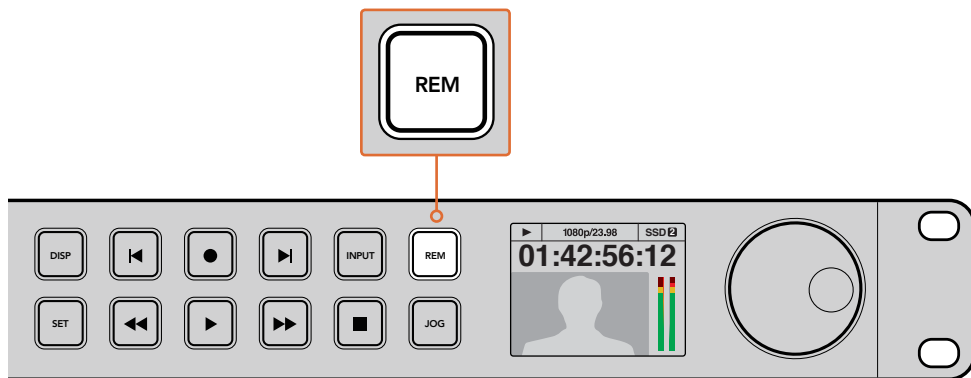 REM
DISP
INPUT
REM
1080p/23.98
SSD 2
01:42:56:12
SET
JOG